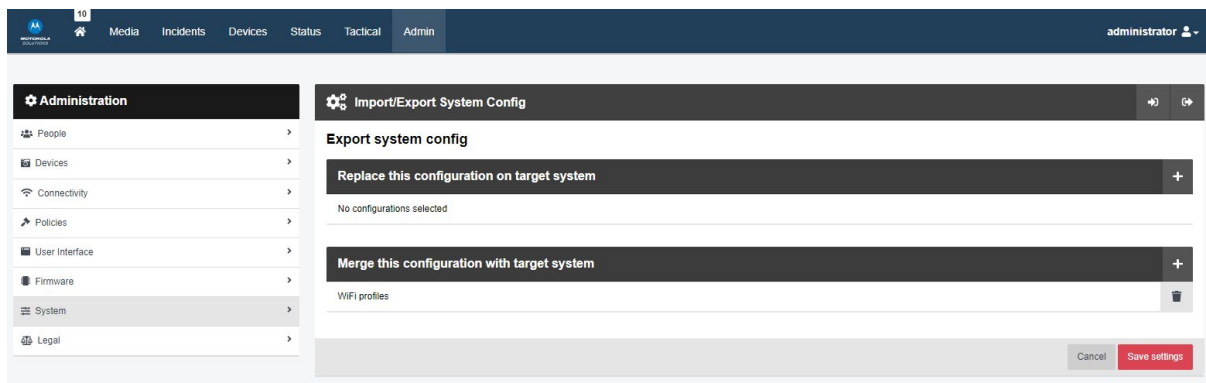 10
MOTOROLA SOLUTIONS
Media Incidents Devices Status Tactical Admin administrator
Administration
People
Devices
Connectivity
Policies
User Interface
Firmware
System
Legal
Import/Export System Config
Export system config
Replace this configuration on target system
No configurations selected
Merge this configuration with target system
WiFi profiles
Cancel Save settings